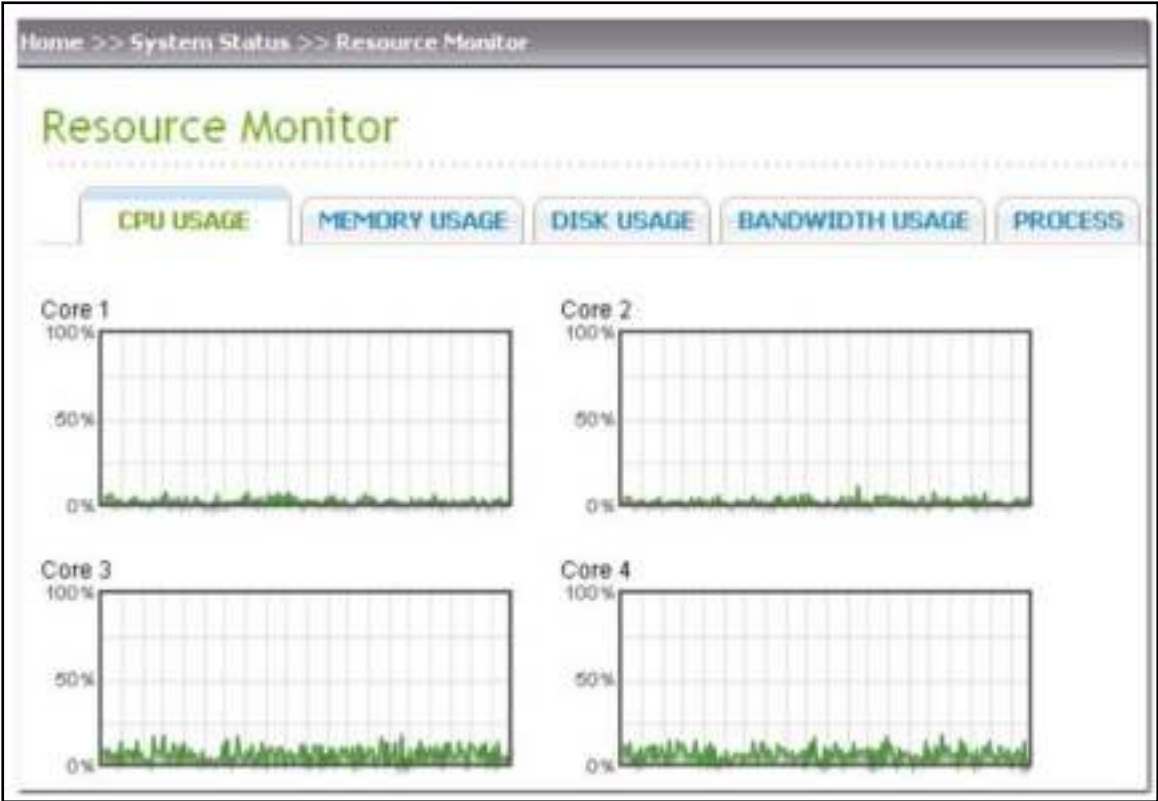 Home >> System Status >> Resource Monitor
Resource Monitor
CPU USAGE MEMORY USAGE DISK USAGE BANDWIDTH USAGE PROCESS
Core 1 Core 2
100% 100%
50% 50%
0% 0%
Core 3 Core 4
100% 100%
50% 50%
0% 0%